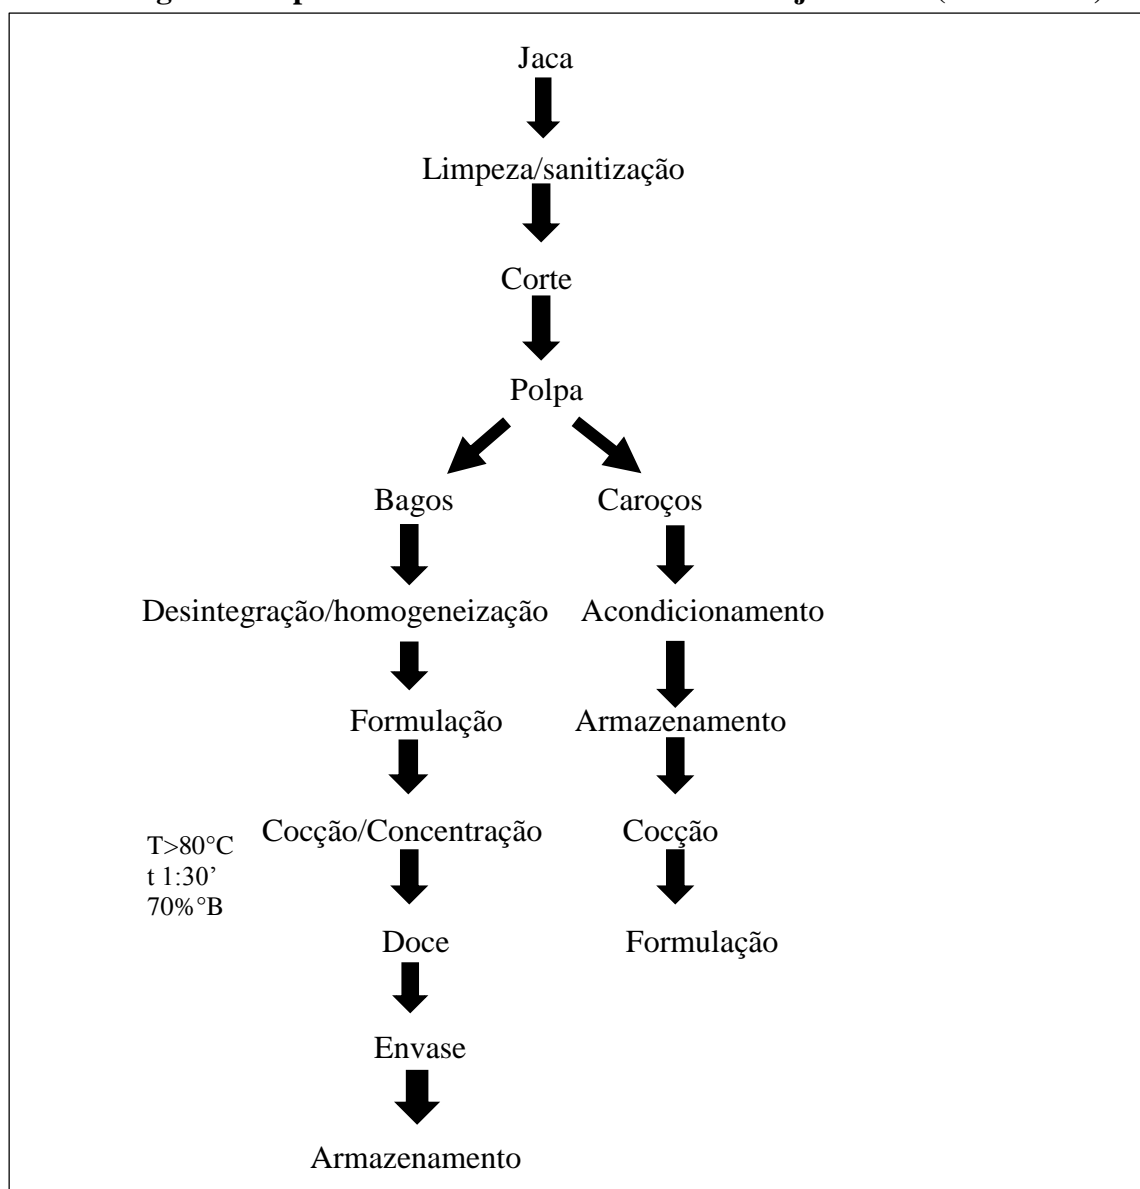 Jaca
Limpeza/sanitização
Corte
Polpa
Bagos
Caroços
Desintegração/homogeneização
Acondicionamento
Formulação
Armazenamento
Cocção/Concentração
Cocção
T>80°C
t 1:30’
70%°B
Doce
Formulação
Envase
Armazenamento